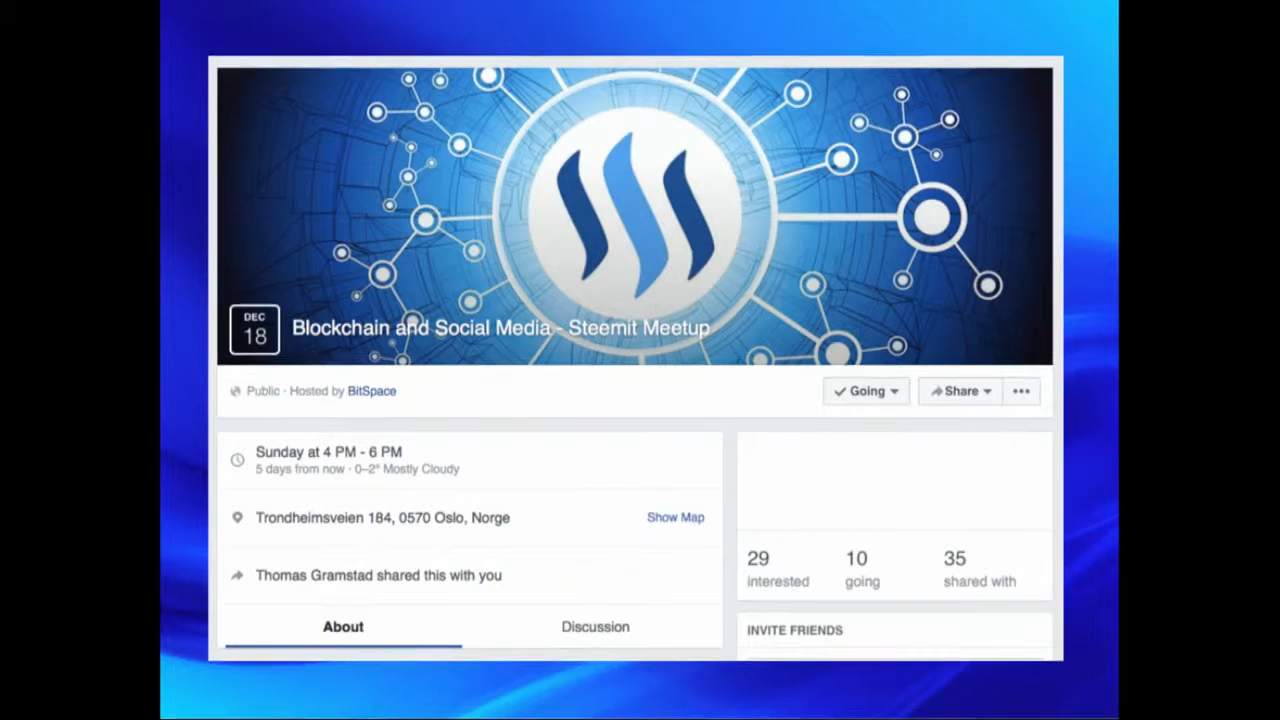 DEC
18
Blockchain and Social Media - Steemit Meetup
Public · Hosted by BitSpace
Going
Share
Sunday at 4 PM - 6 PM
5 days from now · 0–2° Mostly Cloudy
Trondheimsveien 184, 0570 Oslo, Norge
Show Map
Thomas Gramstad shared this with you
About
Discussion
29
interested
10
going
35
shared with
INVITE FRIENDS